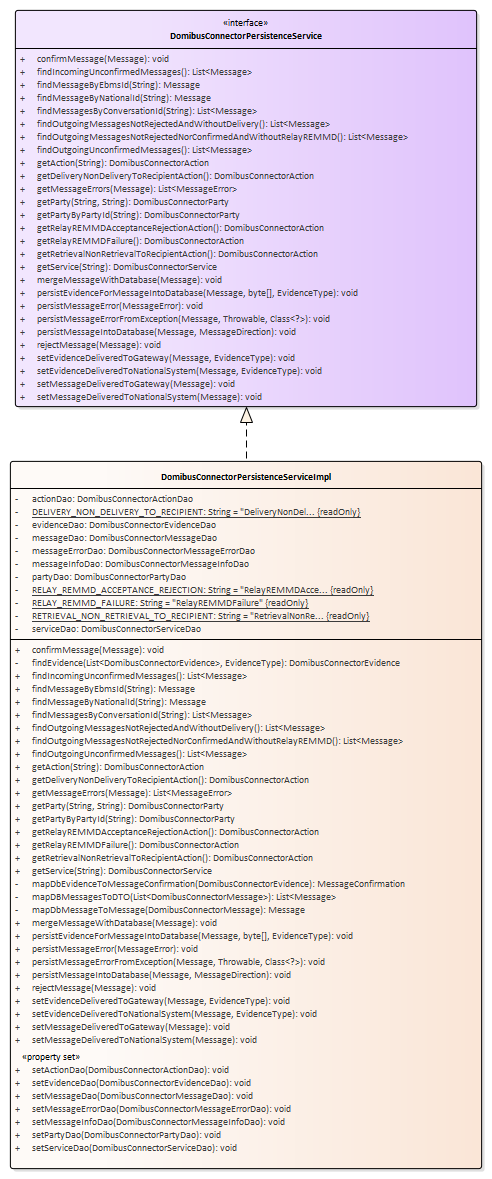 «interface»
DomibusConnectorPersistenceService
+ confirmMessage(Message): void
+ findIncomingUnconfirmedMessages(): List<Message>
+ findMessageByEbmsId(String): Message
+ findMessageByNationalId(String): Message
+ findMessagesByConversationId(String): List<Message>
+ findOutgoingMessagesNotRejectedAndWithoutDelivery(): List<Message>
+ findOutgoingMessagesNotRejectedNorConfirmedAndWithoutRelayREMMD(): List<Message>
+ findOutgoingUnconfirmedMessages(): List<Message>
+ getAction(String): DomibusConnectorAction
+ getDeliveryNonDeliveryToRecipientAction(): DomibusConnectorAction
+ getMessageErrors(Message): List<MessageError>
+ getParty(String, String): DomibusConnectorParty
+ getPartyByPartyId(String): DomibusConnectorParty
+ getRelayREMMDAcceptanceRejectionAction(): DomibusConnectorAction
+ getRelayREMMDFailure(): DomibusConnectorAction
+ getRetrievalNonRetrievalToRecipientAction(): DomibusConnectorAction
+ getService(String): DomibusConnectorService
+ mergeMessageWithDatabase(Message): void
+ persistEvidenceForMessageIntoDatabase(Message, byte[], EvidenceType): void
+ persistMessageError(MessageError): void
+ persistMessageErrorFromException(Message, Throwable, Class<?>): void
+ persistMessageIntoDatabase(Message, MessageDirection): void
+ rejectMessage(Message): void
+ setEvidenceDeliveredToGateway(Message, EvidenceType): void
+ setEvidenceDeliveredToNationalSystem(Message, EvidenceType): void
+ setMessageDeliveredToGateway(Message): void
+ setMessageDeliveredToNationalSystem(Message): void
DomibusConnectorPersistenceServiceImpl
- actionDao: DomibusConnectorActionDao
- DELIVERY_NON_DELIVERY_TO_RECIPIENT: String = "DeliveryNonDel... {readOnly}
- evidenceDao: DomibusConnectorEvidenceDao
- messageDao: DomibusConnectorMessageDao
- messageErrorDao: DomibusConnectorMessageErrorDao
- messageInfoDao: DomibusConnectorMessageInfoDao
- partyDao: DomibusConnectorPartyDao
- RELAY_REMMD_ACCEPTANCE_REJECTION: String = "RelayREMMDAcce... {readOnly}
- RELAY_REMMD_FAILURE: String = "RelayREMMDFailure" {readOnly}
- RETRIEVAL_NON_RETRIEVAL_TO_RECIPIENT: String = "RetrievalNonRe... {readOnly}
- serviceDao: DomibusConnectorServiceDao
+ confirmMessage(Message): void
- findEvidence(List<DomibusConnectorEvidence>, EvidenceType): DomibusConnectorEvidence
+ findIncomingUnconfirmedMessages(): List<Message>
+ findMessageByEbmsId(String): Message
+ findMessageByNationalId(String): Message
+ findMessagesByConversationId(String): List<Message>
+ findOutgoingMessagesNotRejectedAndWithoutDelivery(): List<Message>
+ findOutgoingMessagesNotRejectedNorConfirmedAndWithoutRelayREMMD(): List<Message>
+ findOutgoingUnconfirmedMessages(): List<Message>
+ getAction(String): DomibusConnectorAction
+ getDeliveryNonDeliveryToRecipientAction(): DomibusConnectorAction
+ getMessageErrors(Message): List<MessageError>
+ getParty(String, String): DomibusConnectorParty
+ getPartyByPartyId(String): DomibusConnectorParty
+ getRelayREMMDAcceptanceRejectionAction(): DomibusConnectorAction
+ getRelayREMMDFailure(): DomibusConnectorAction
+ getRetrievalNonRetrievalToRecipientAction(): DomibusConnectorAction
+ getService(String): DomibusConnectorService
- mapDbEvidenceToMessageConfirmation(DomibusConnectorEvidence): MessageConfirmation
- mapDBMessagesToDTO(List<DomibusConnectorMessage>): List<Message>
- mapDbMessageToMessage(DomibusConnectorMessage): Message
+ mergeMessageWithDatabase(Message): void
+ persistEvidenceForMessageIntoDatabase(Message, byte[], EvidenceType): void
+ persistMessageError(MessageError): void
+ persistMessageErrorFromException(Message, Throwable, Class<?>): void
+ persistMessageIntoDatabase(Message, MessageDirection): void
+ rejectMessage(Message): void
+ setEvidenceDeliveredToGateway(Message, EvidenceType): void
+ setEvidenceDeliveredToNationalSystem(Message, EvidenceType): void
+ setMessageDeliveredToGateway(Message): void
+ setMessageDeliveredToNationalSystem(Message): void
«property set»
+ setActionDao(DomibusConnectorActionDao): void
+ setEvidenceDao(DomibusConnectorEvidenceDao): void
+ setMessageDao(DomibusConnectorMessageDao): void
+ setMessageErrorDao(DomibusConnectorMessageErrorDao): void
+ setMessageInfoDao(DomibusConnectorMessageInfoDao): void
+ setPartyDao(DomibusConnectorPartyDao): void
+ setServiceDao(DomibusConnectorServiceDao): void